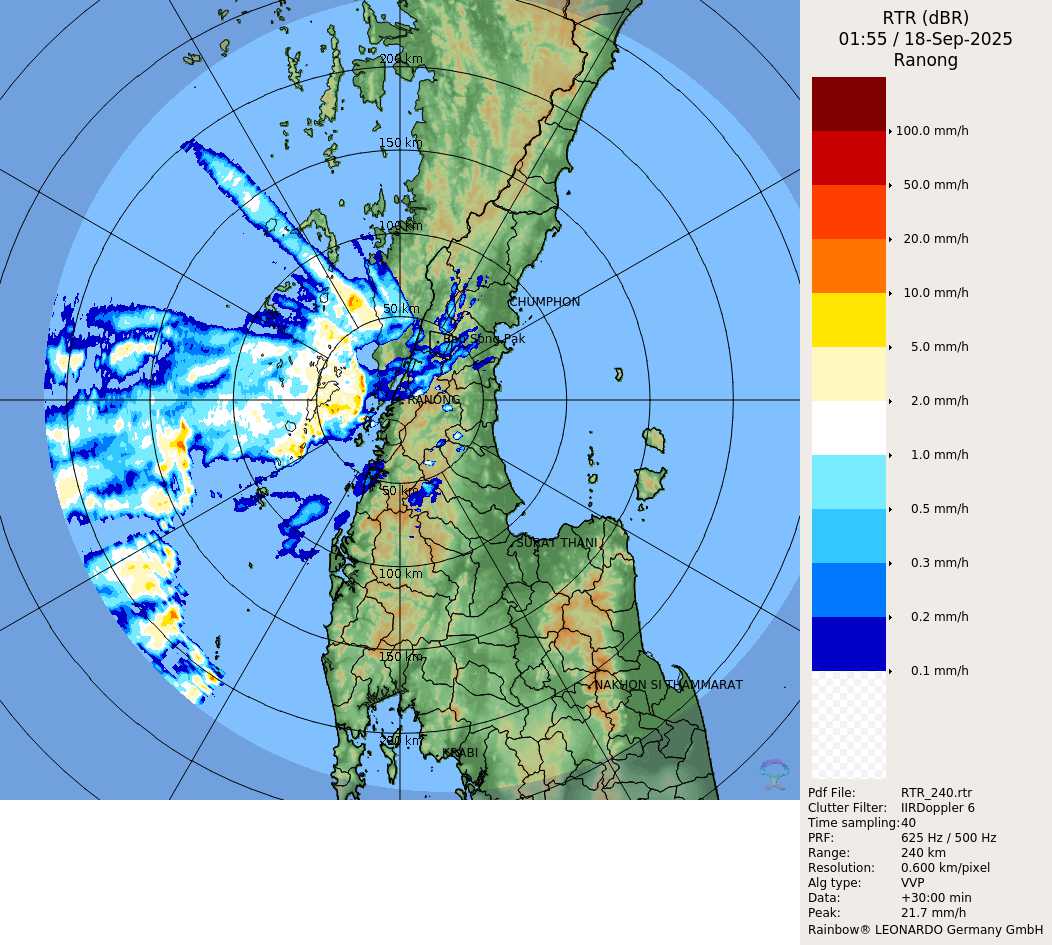 RTR (dBR)
01:55 / 18-Sep-2025
Ranong
200 km
150 km
100 km
CHUMPHON
50 km
RANONG
50 km
SURAT THANI
100 km
150 km
NAKHON SI THAMMARAT
200 km
KRABI
100.0 mm/h
50.0 mm/h
20.0 mm/h
10.0 mm/h
5.0 mm/h
2.0 mm/h
1.0 mm/h
0.5 mm/h
0.3 mm/h
0.2 mm/h
0.1 mm/h
Pdf File: RTR_240.rtr
Clutter Filter: IIRDoppler 6
Time sampling:40
PRF: 625 Hz / 500 Hz
Range: 240 km
Resolution: 0.600 km/pixel
Alg type: VVP
Data: +30:00 min
Peak: 21.7 mm/h
Rainbow® LEONARDO Germany GmbH